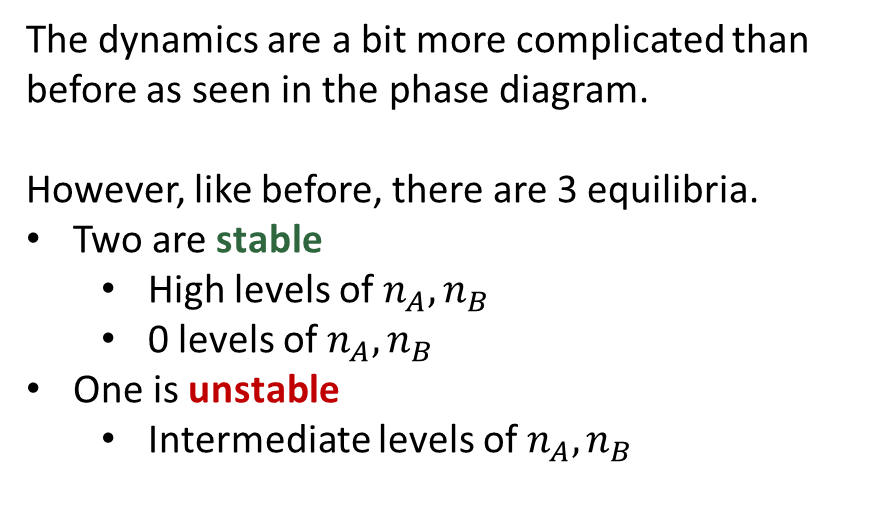 The dynamics are a bit more complicated than
before as seen in the phase diagram.
However, like before, there are 3 equilibria.
• Two are stable
• High levels of n_A, n_B
• 0 levels of n_A, n_B
• One is unstable
• Intermediate levels of n_A, n_B